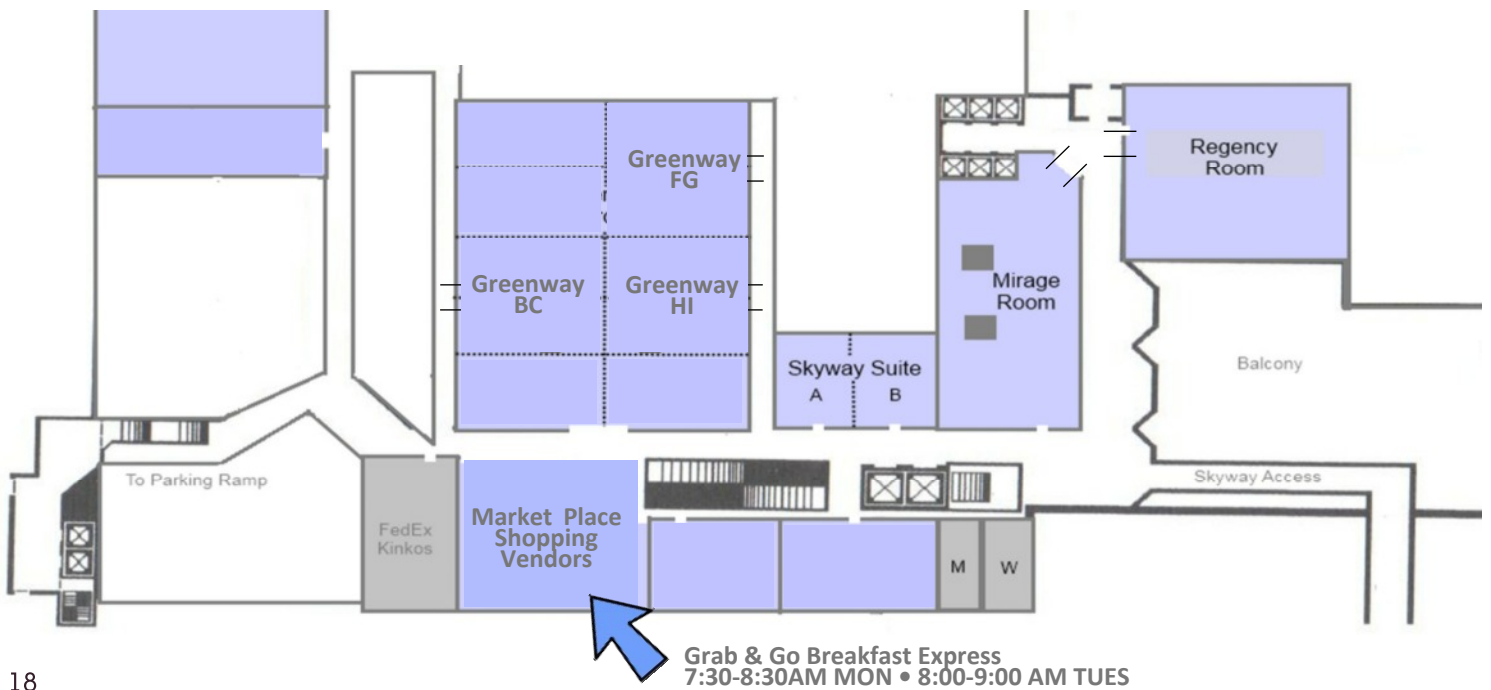 Greenway
FG
Regency
Room
Greenway
BC
Greenway
HI
Mirage
Room
Skyway Suite
A
B
Balcony
To Parking Ramp
Skyway Access
FedEx
Kinkos
Market Place
Shopping
Vendors
M
W
Grab & Go Breakfast Express
7:30-8:30AM MON • 8:00-9:00 AM TUES
18